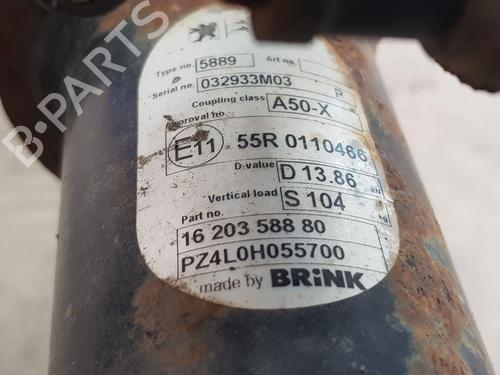 Type no. 5889 Art no.
Serial no. 032933M03 P
Coupling class A50-X
Approval no
E11 55R 0110466
D-value D 13.86 kN
Vertical load S 104 kg
Part no.
16 203 588 80
PZ4L0H055700
made by BRINK
B-PARTS